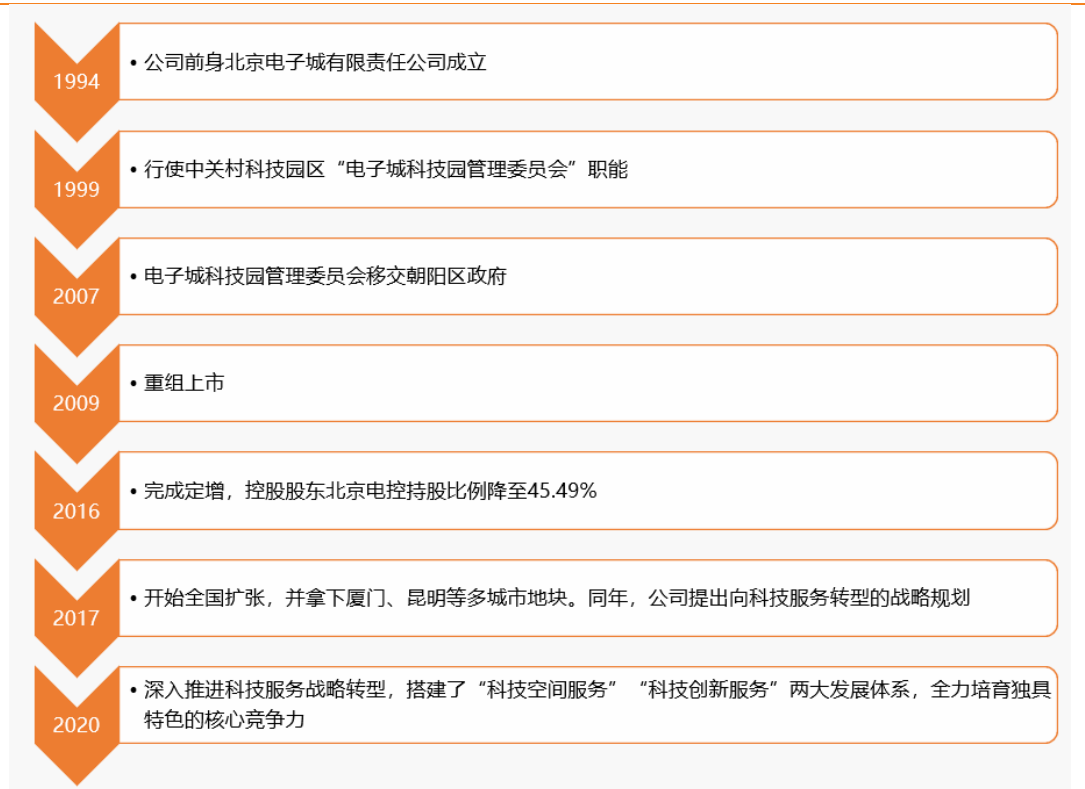 1994
• 公司前身北京电子城有限责任公司成立
1999
• 行使中关村科技园区“电子城科技园管理委员会”职能
2007
• 电子城科技园管理委员会移交朝阳区政府
2009
• 重组上市
2016
• 完成定增，控股股东北京电控持股比例降至45.49%
2017
• 开始全国扩张，并拿下厦门、昆明等多城市地块。同年，公司提出向科技服务转型的战略规划
2020
• 深入推进科技服务战略转型，搭建了“科技空间服务”“科技创新服务”两大发展体系，全力培育独具
特色的核心竞争力